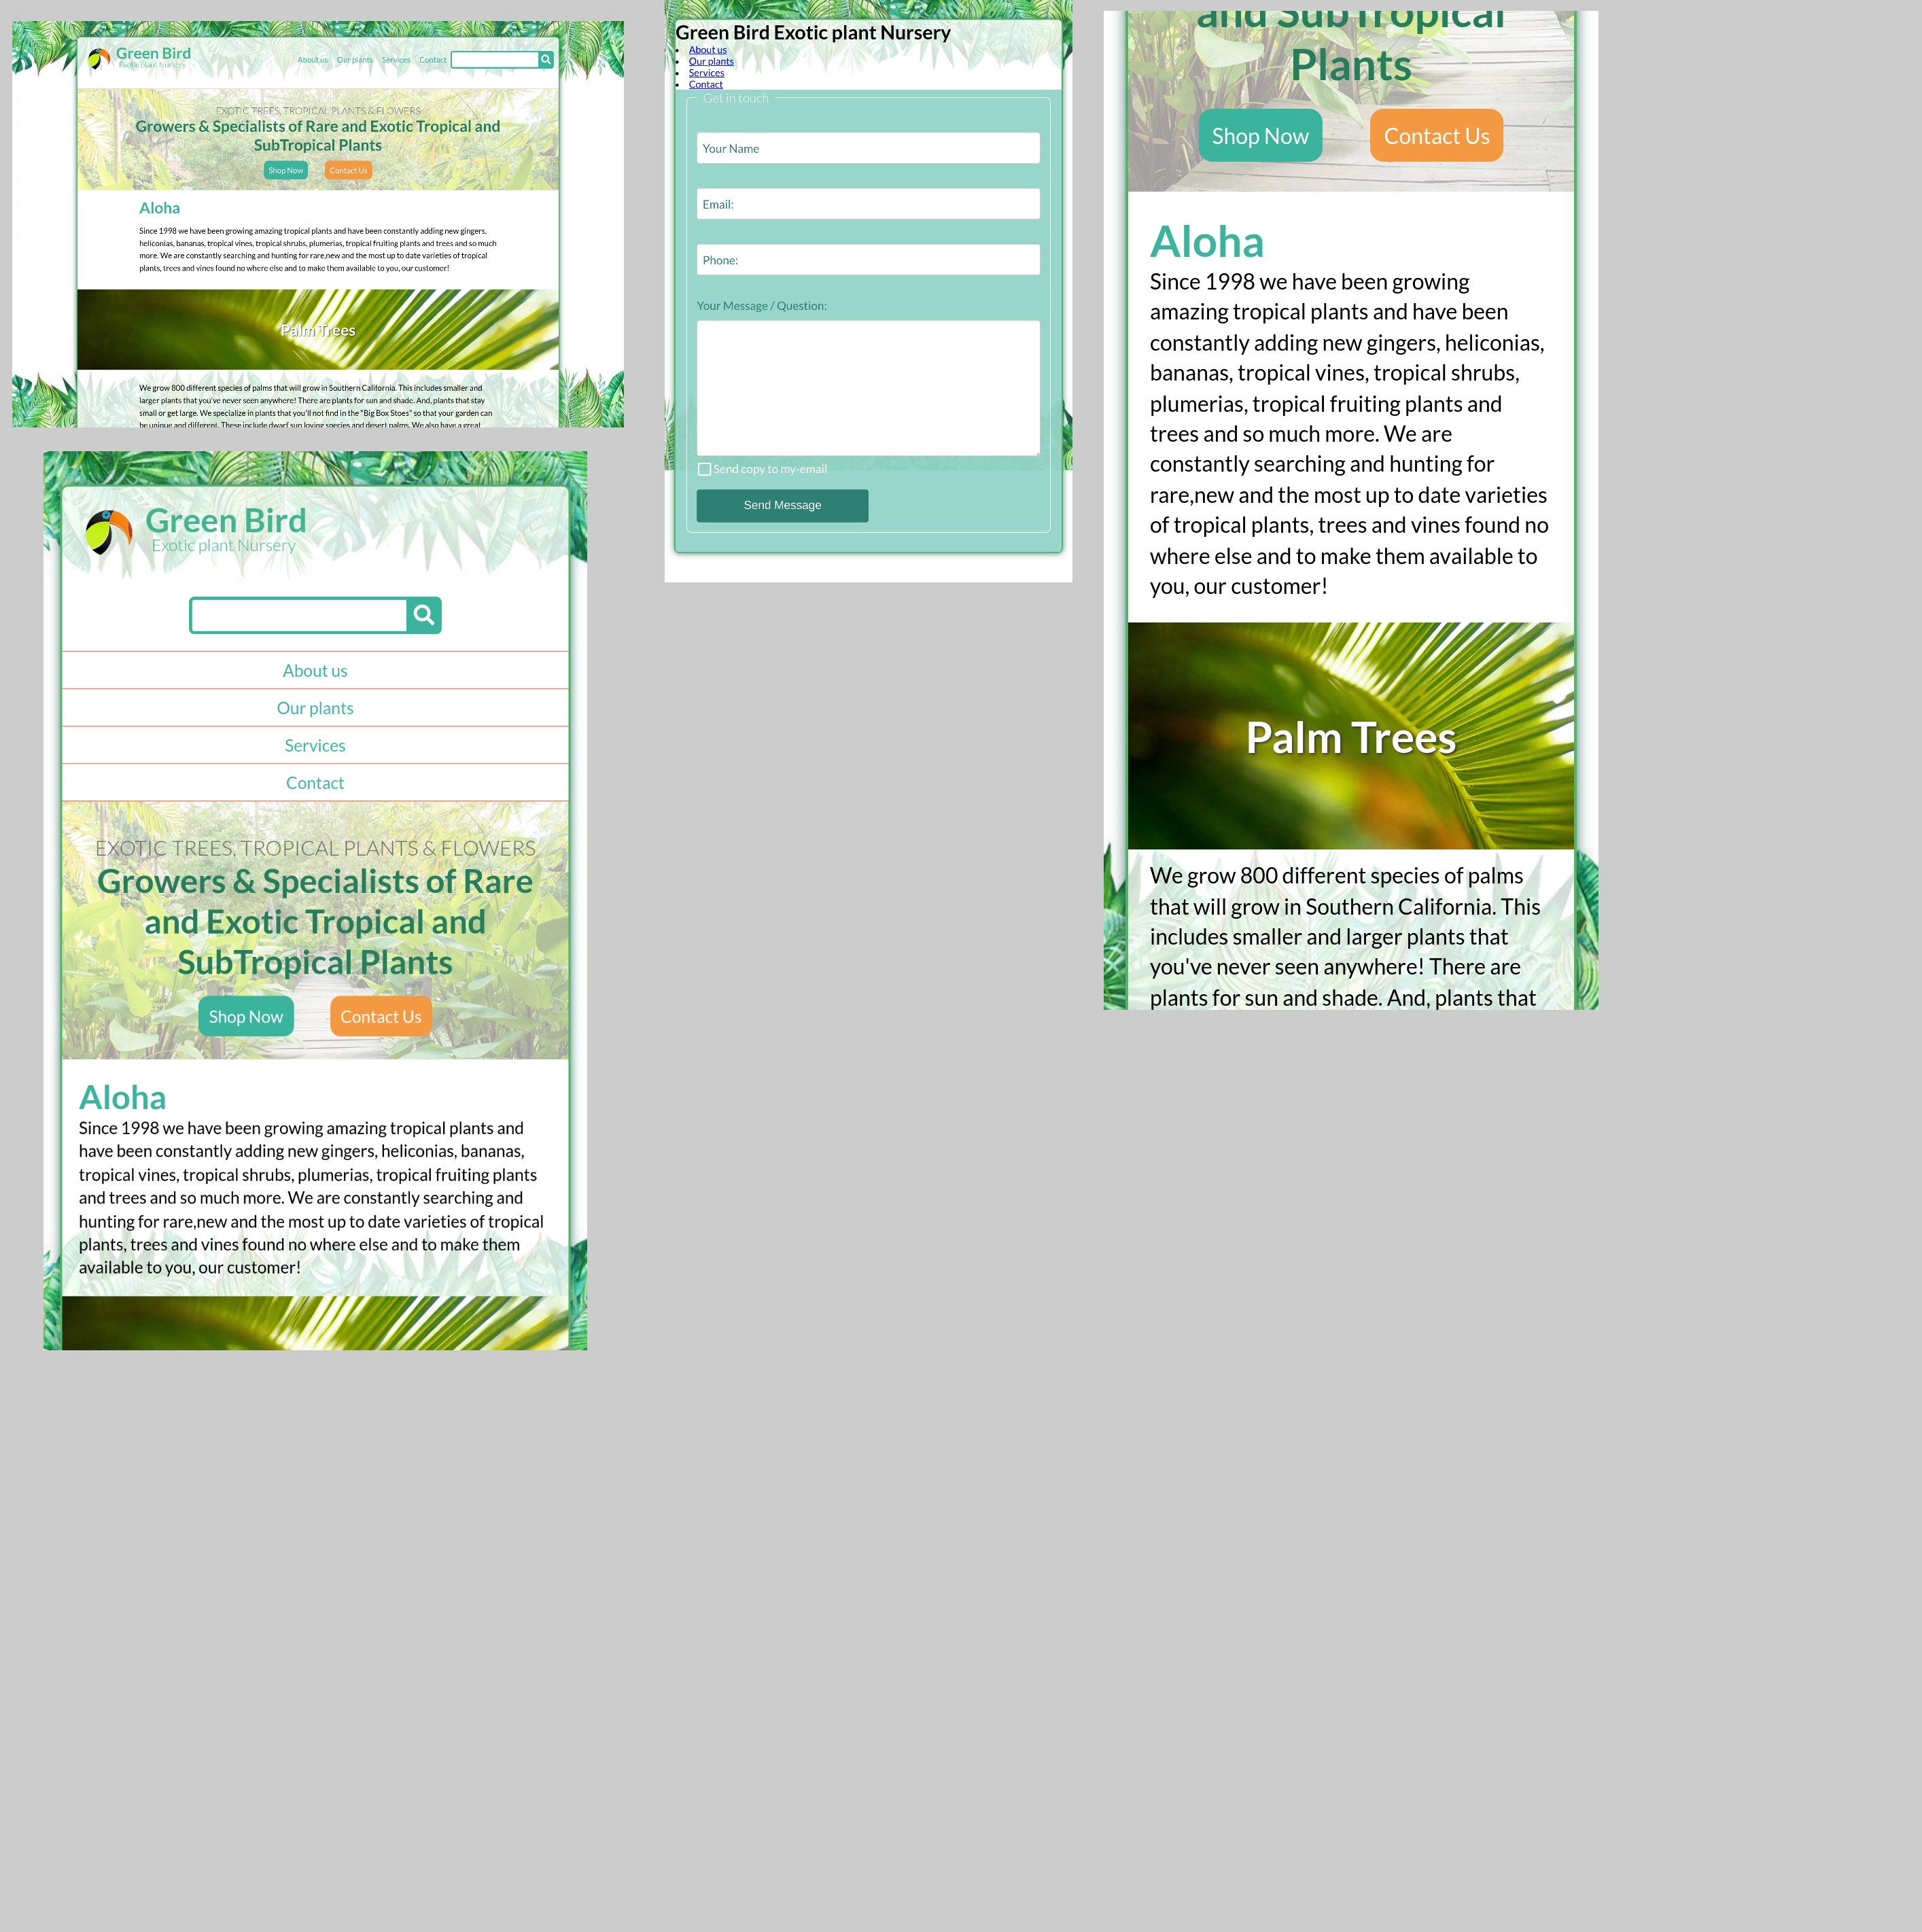 Green Bird
Exotic plant Nursery
About us Our plants Services Contact
EXOTIC TREES, TROPICAL PLANTS & FLOWERS
Growers & Specialists of Rare and Exotic Tropical and
SubTropical Plants
Shop Now Contact Us
Aloha
Since 1998 we have been growing amazing tropical plants and have been constantly adding new gingers,
heliconias, bananas, tropical vines, tropical shrubs, plumerias, tropical fruiting plants and trees and so much
more. We are constantly searching and hunting for rare,new and the most up to date varieties of tropical
plants, trees and vines found no where else and to make them available to you, our customer!
Palm Trees
We grow 800 different species of palms that will grow in Southern California. This includes smaller and
larger plants that you've never seen anywhere! There are plants for sun and shade. And, plants that stay
small or get large. We specialize in plants that you'll not find in the "Big Box Stoes" so that your garden can
be unique and different. These include dwarf sun loving species and desert palms. We also have a great
Green Bird
Exotic plant Nursery
About us
Our plants
Services
Contact
EXOTIC TREES, TROPICAL PLANTS & FLOWERS
Growers & Specialists of Rare
and Exotic Tropical and
SubTropical Plants
Shop Now Contact Us
Aloha
Since 1998 we have been growing amazing tropical plants and
have been constantly adding new gingers, heliconias, bananas,
tropical vines, tropical shrubs, plumerias, tropical fruiting plants
and trees and so much more. We are constantly searching and
hunting for rare,new and the most up to date varieties of tropical
plants, trees and vines found no where else and to make them
available to you, our customer!
Green Bird Exotic plant Nursery
About us
Our plants
Services
Contact
Get in touch
Your Name
Email:
Phone:
Your Message / Question:
Send copy to my-email
Send Message
and SubTropical
Plants
Shop Now Contact Us
Aloha
Since 1998 we have been growing
amazing tropical plants and have been
constantly adding new gingers, heliconias,
bananas, tropical vines, tropical shrubs,
plumerias, tropical fruiting plants and
trees and so much more. We are
constantly searching and hunting for
rare,new and the most up to date varieties
of tropical plants, trees and vines found no
where else and to make them available to
you, our customer!
Palm Trees
We grow 800 different species of palms
that will grow in Southern California. This
includes smaller and larger plants that
you've never seen anywhere! There are
plants for sun and shade. And, plants that